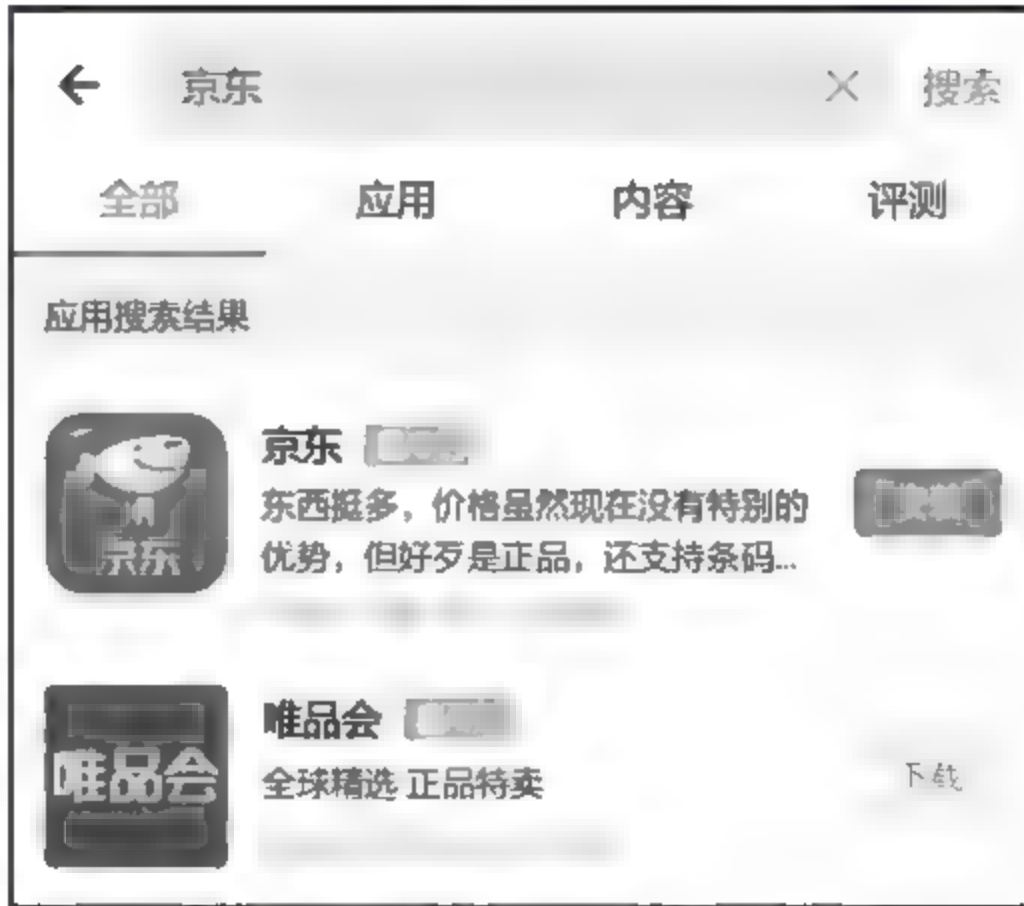 京东
搜索
全部 应用 内容 评测
应用搜索结果
京东
京东
东西挺多，价格虽然现在没有特别的
优势，但好歹是正品，还支持条码...
唯品会
唯品会
全球精选 正品特卖
下载